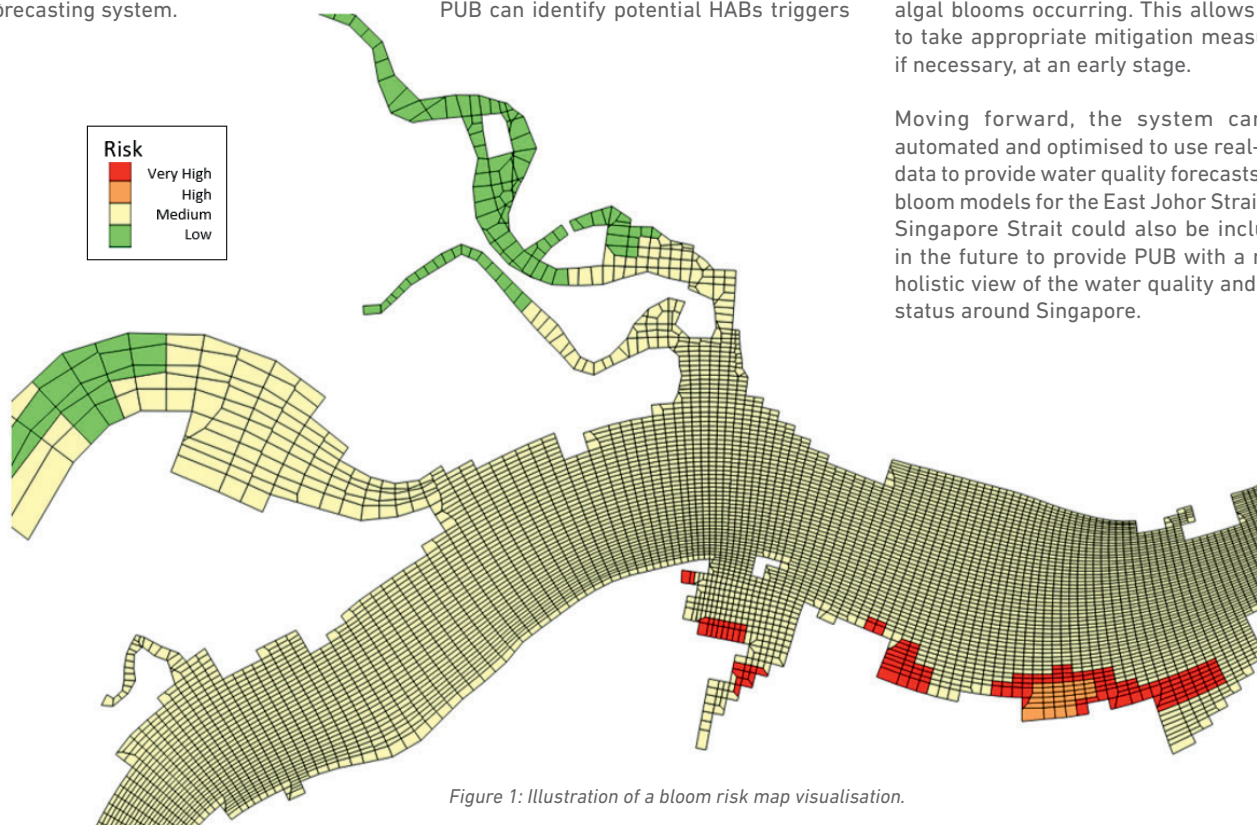 orecasting system.
PUB can identify potential HABs triggers
algal blooms occurring. This allows
to take appropriate mitigation meas
if necessary, at an early stage.
Moving forward, the system can
automated and optimised to use real-
data to provide water quality forecasts
bloom models for the East Johor Strai
Singapore Strait could also be inclu
in the future to provide PUB with a
holistic view of the water quality and
status around Singapore.
Risk
Very High
High
Medium
Low
Figure 1: Illustration of a bloom risk map visualisation.